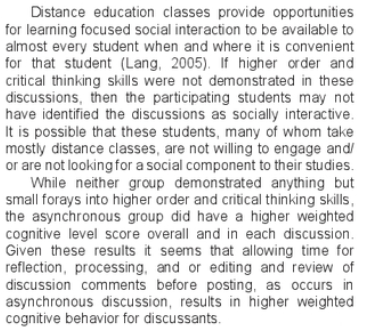 Distance education classes provide opportunities
for learning focused social interaction to be available to
almost every student when and where it is convenient
for that student (Lang, 2005). If higher order and
critical thinking skills were not demonstrated in these
discussions, then the participating students may not
have identified the discussions as socially interactive.
It is possible that these students, many of whom take
mostly distance classes, are not willing to engage and/
or are not looking for a social component to their studies.
While neither group demonstrated anything but
small forays into higher order and critical thinking skills,
the asynchronous group did have a higher weighted
cognitive level score overall and in each discussion.
Given these results it seems that allowing time for
reflection, processing, and or editing and review of
discussion comments before posting, as occurs in
asynchronous discussion, results in higher weighted
cognitive behavior for discussants.